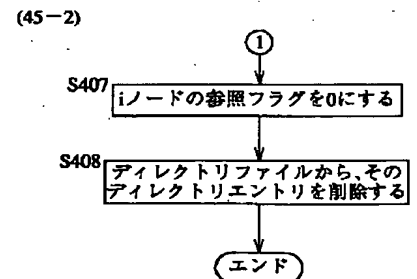 (45－2)
1
S407
iノードの参照フラグを0にする
S408
ディレクトリファイルから、その
ディレクトリエントリを削除する
エンド